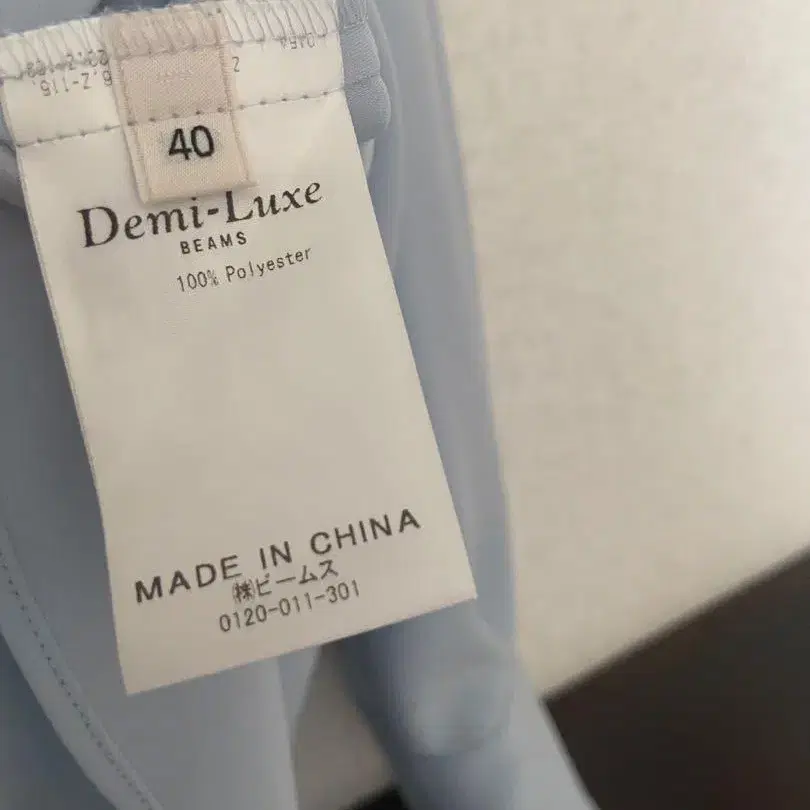 40
Demi-Luxe
BEAMS
100% Polyester
MADE IN CHINA
㈱ビームス
0120-011-301